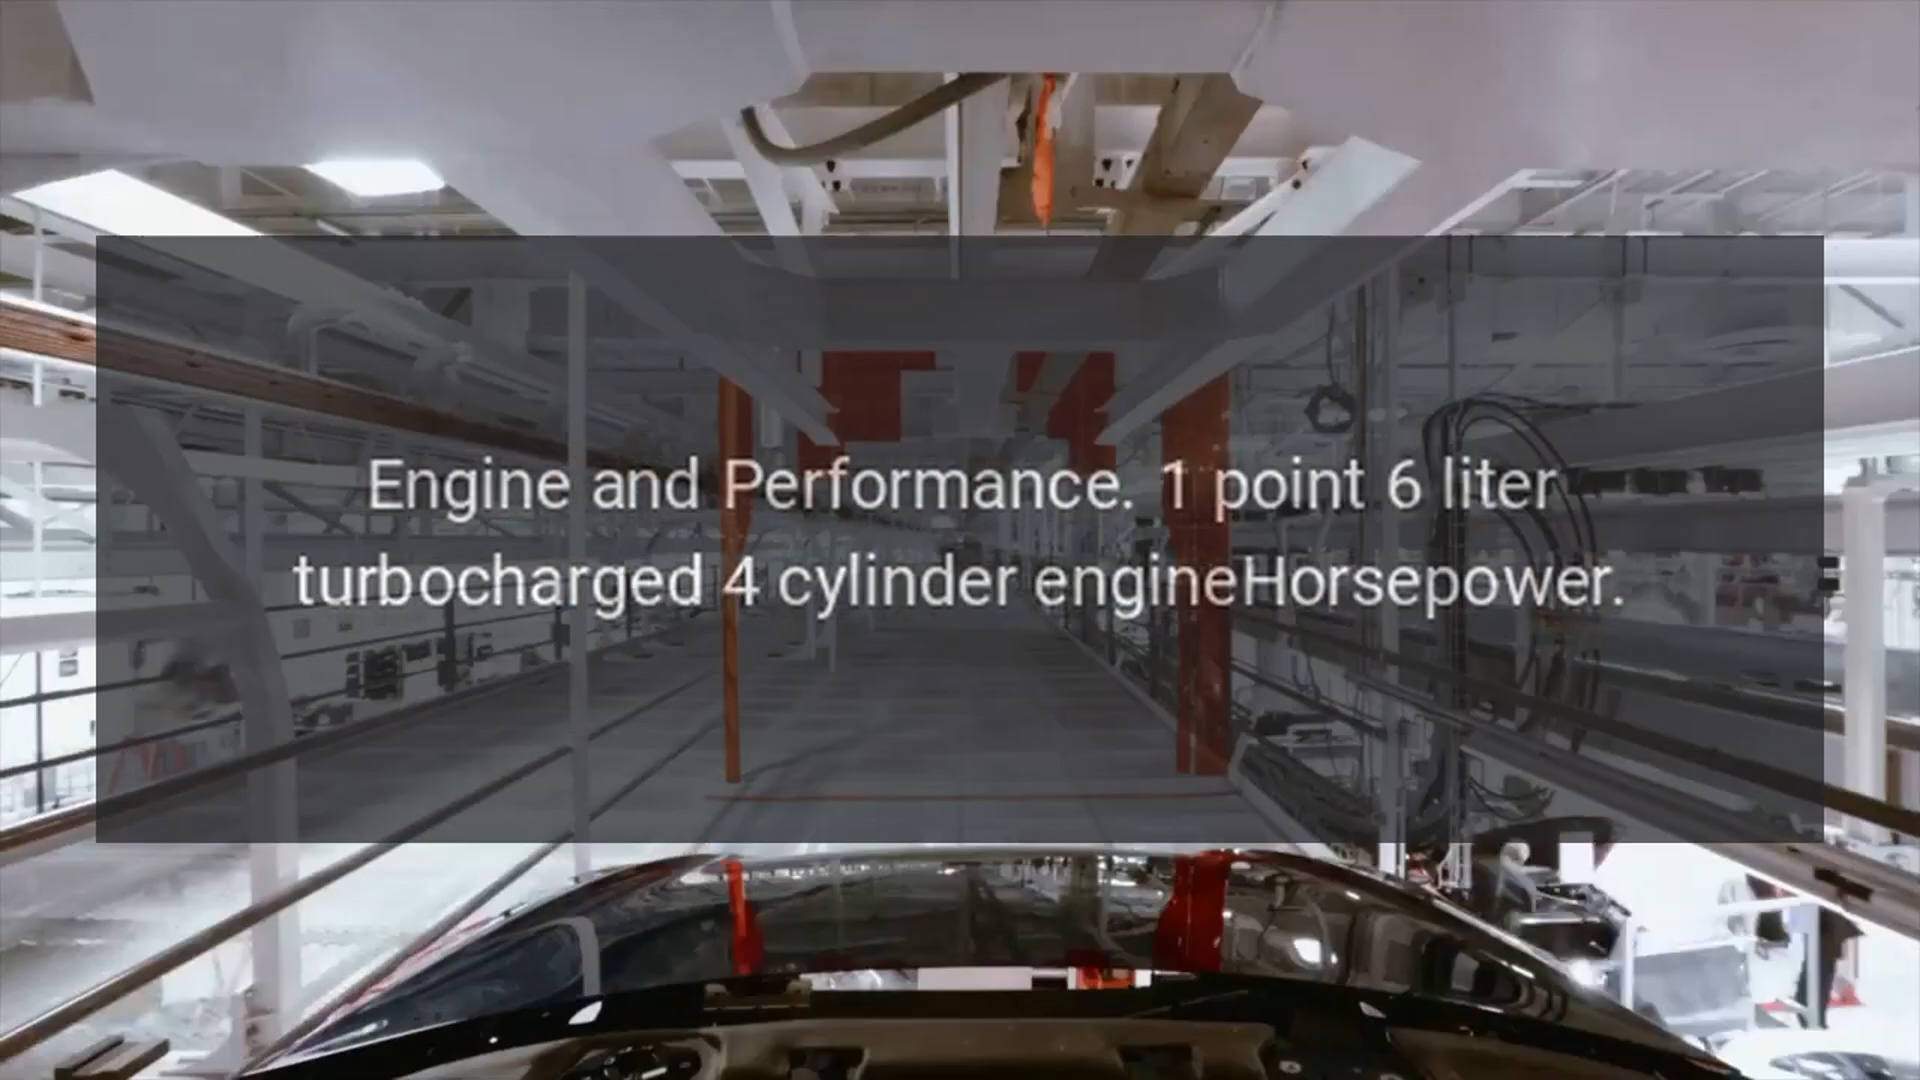 Engine and Performance. 1 point 6 liter
turbocharged 4 cylinder engineHorsepower.